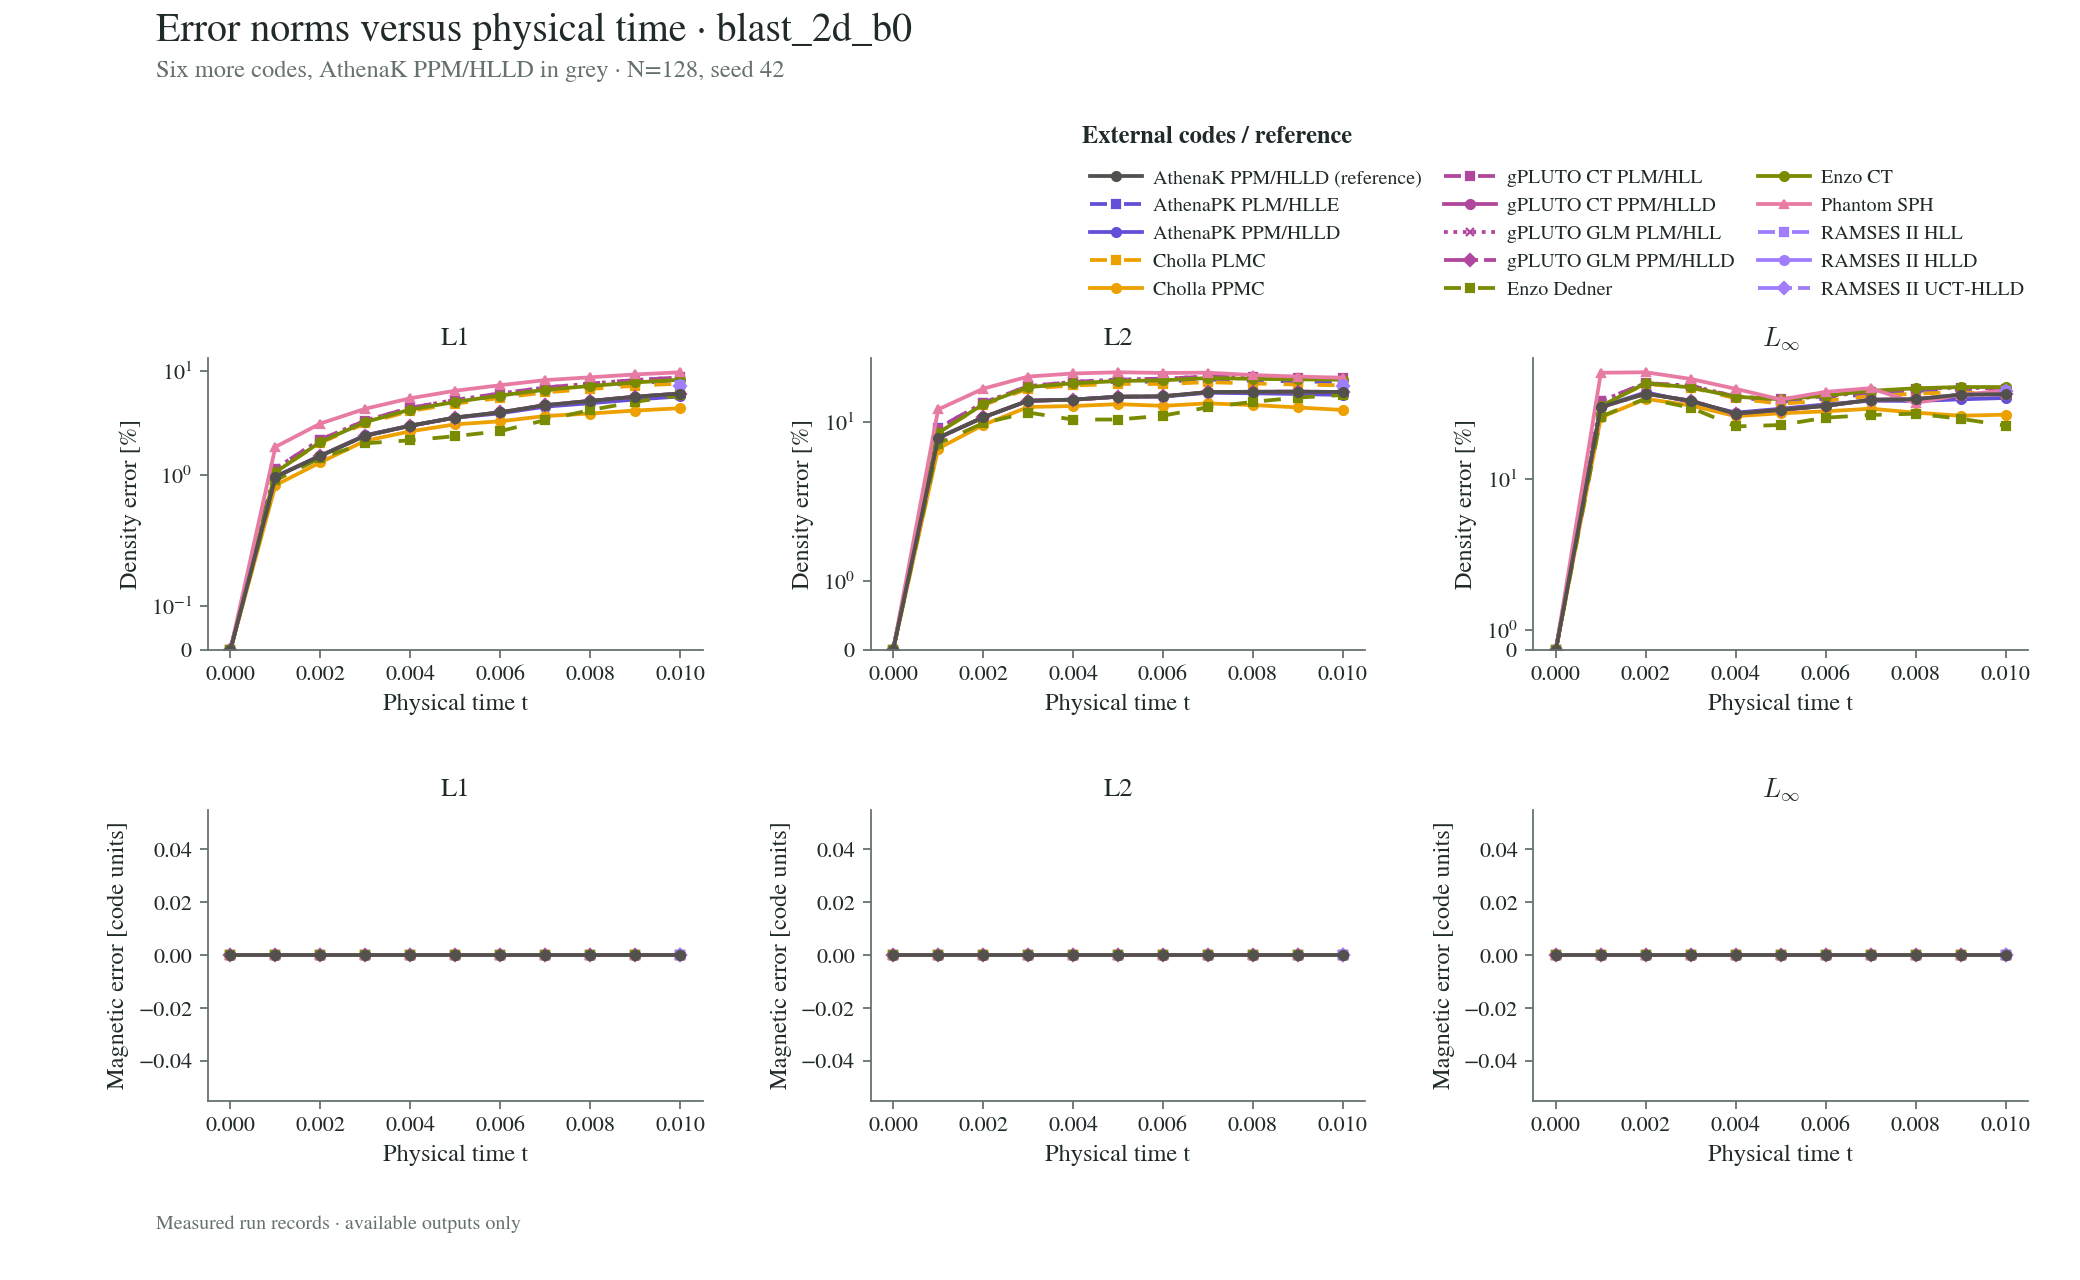 Error norms versus physical time · blast_2d_b0
Six more codes, AthenaK PPM/HLLD in grey · N=128, seed 42
External codes / reference
AthenaK PPM/HLLD (reference)
AthenaPK PLM/HLLE
AthenaPK PPM/HLLD
Cholla PLMC
Cholla PPMC
gPLUTO CT PLM/HLL
gPLUTO CT PPM/HLLD
gPLUTO GLM PLM/HLL
gPLUTO GLM PPM/HLLD
Enzo Dedner
Enzo CT
Phantom SPH
RAMSES II HLL
RAMSES II HLLD
RAMSES II UCT-HLLD
L1
Density error [%]
10¹
10⁰
10⁻¹
0
0.000 0.002 0.004 0.006 0.008 0.010
Physical time t
L2
Density error [%]
10¹
10⁰
0
0.000 0.002 0.004 0.006 0.008 0.010
Physical time t
L∞
Density error [%]
10¹
10⁰
0
0.000 0.002 0.004 0.006 0.008 0.010
Physical time t
L1
Magnetic error [code units]
0.04
0.02
0.00
−0.02
−0.04
0.000 0.002 0.004 0.006 0.008 0.010
Physical time t
L2
Magnetic error [code units]
0.04
0.02
0.00
−0.02
−0.04
0.000 0.002 0.004 0.006 0.008 0.010
Physical time t
L∞
Magnetic error [code units]
0.04
0.02
0.00
−0.02
−0.04
0.000 0.002 0.004 0.006 0.008 0.010
Physical time t
Measured run records · available outputs only